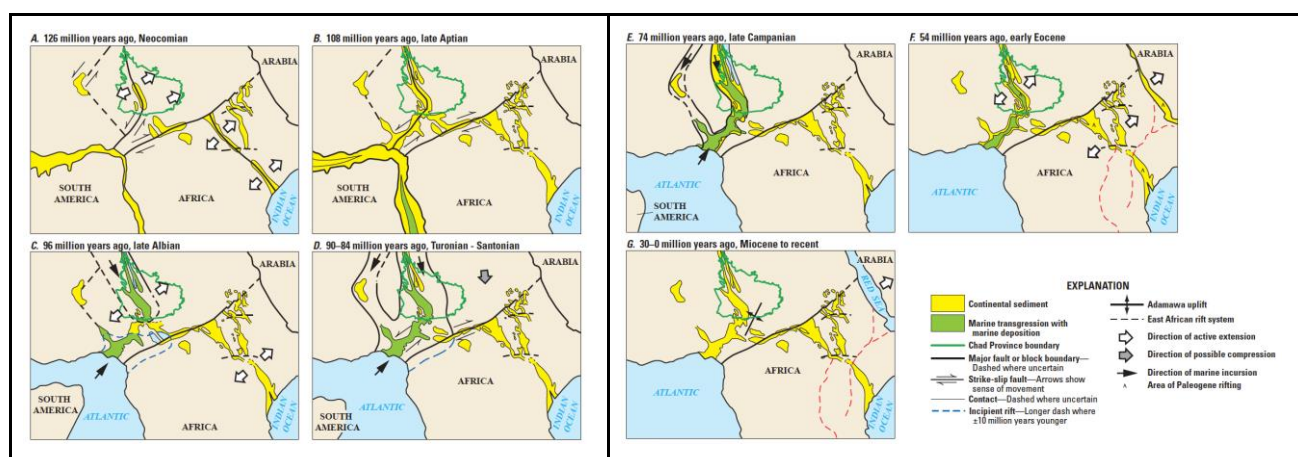 A. 126 million years ago, Neocomian
ARABIA
SOUTH
AMERICA
AFRICA
INDIAN
OCEAN
B. 108 million years ago, late Aptian
ARABIA
SOUTH
AMERICA
AFRICA
INDIAN
OCEAN
C. 96 million years ago, late Albian
ARABIA
SOUTH
AMERICA
ATLANTIC
AFRICA
INDIAN
OCEAN
D. 90–84 million years ago, Turonian - Santonian
ARABIA
SOUTH
AMERICA
ATLANTIC
AFRICA
INDIAN
OCEAN
E. 74 million years ago, late Campanian
ARABIA
ATLANTIC
SOUTH
AMERICA
AFRICA
INDIAN
OCEAN
F. 54 million years ago, early Eocene
ARABIA
ATLANTIC
AFRICA
INDIAN
OCEAN
G. 30–0 million years ago, Miocene to recent
ARABIA
RED SEA
ATLANTIC
AFRICA
INDIAN
OCEAN
EXPLANATION
Continental sediment
Marine transgression with
marine deposition
Chad Province boundary
Major fault or block boundary—
Dashed where uncertain
Strike-slip fault—Arrows show
sense of movement
Contact—Dashed where uncertain
Incipient rift—Longer dash where
±10 million years younger
Adamawa uplift
East African rift system
Direction of active extension
Direction of possible compression
Direction of marine incursion
Area of Paleogene rifting